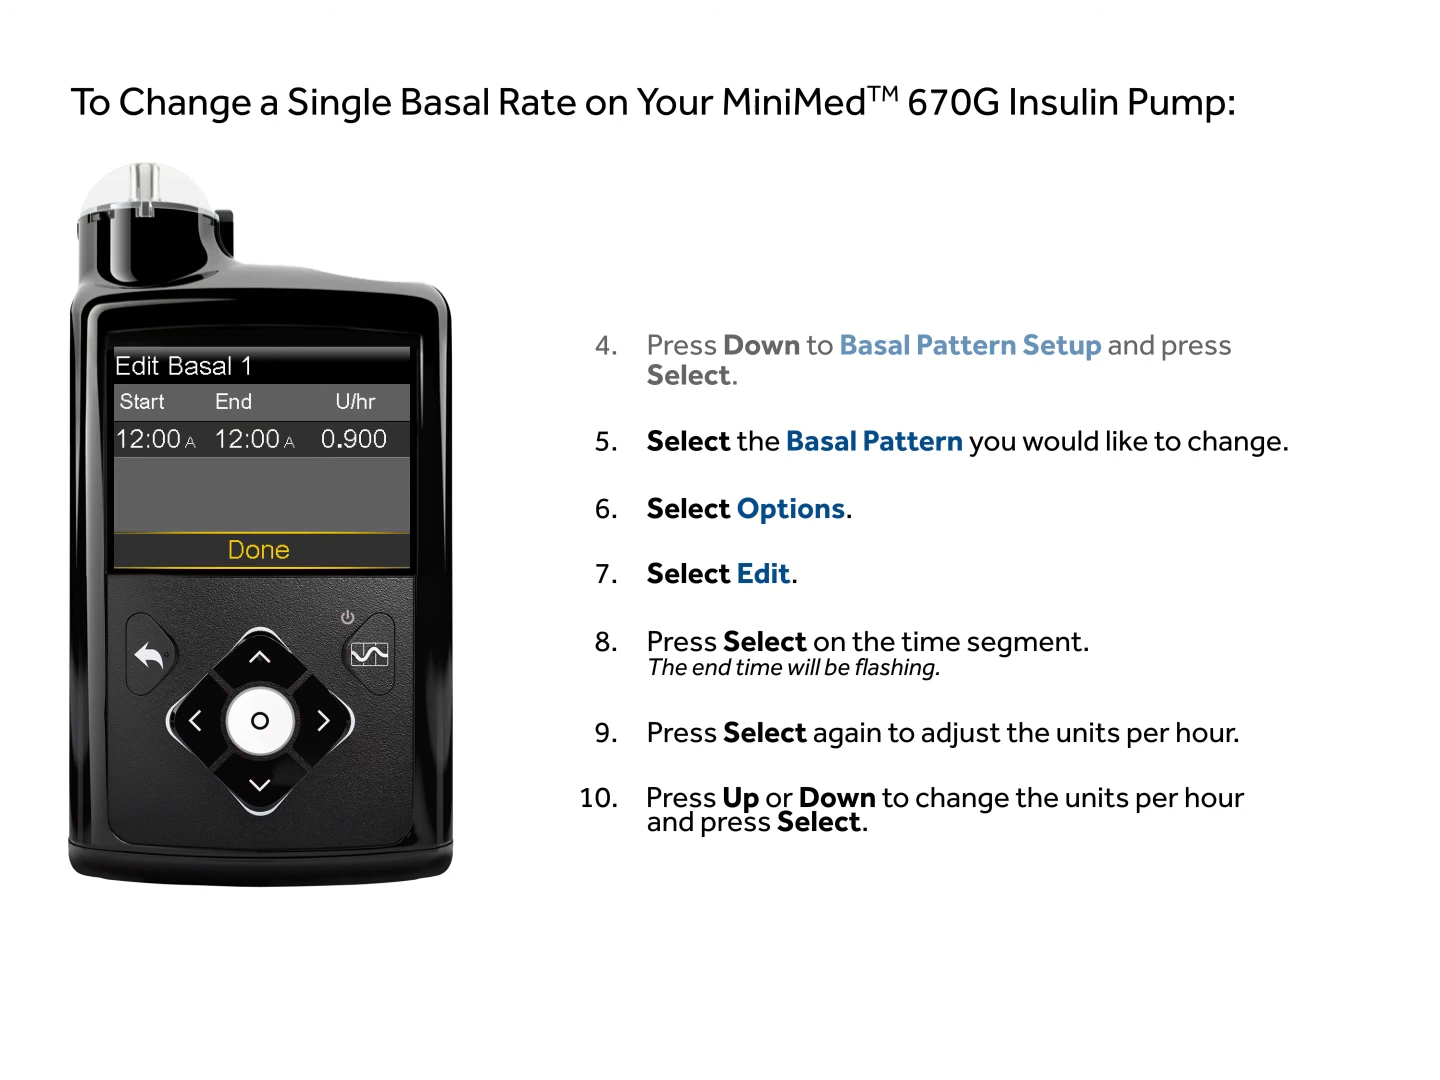 To Change a Single Basal Rate on Your MiniMed™ 670G Insulin Pump:
Edit Basal 1
Start End U/hr
12:00 A 12:00 A 0.900
Done
4. Press Down to Basal Pattern Setup and press
Select.
5. Select the Basal Pattern you would like to change.
6. Select Options.
7. Select Edit.
8. Press Select on the time segment.
The end time will be flashing.
9. Press Select again to adjust the units per hour.
10. Press Up or Down to change the units per hour
and press Select.